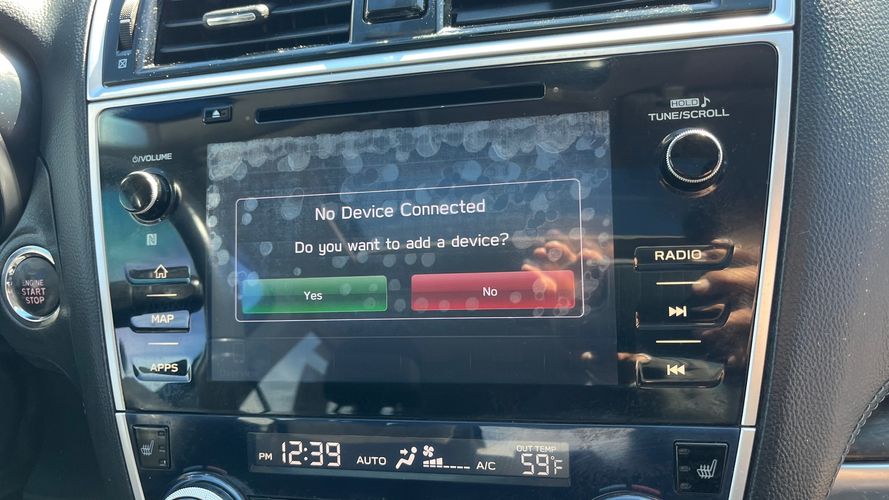 HOLD
TUNE/SCROLL
/VOLUME
No Device Connected
Do you want to add a device?
Yes
No
RADIO
ENGINE
START
STOP
MAP
APPS
PM 12:39 AUTO A/C OUT TEMP 59°F